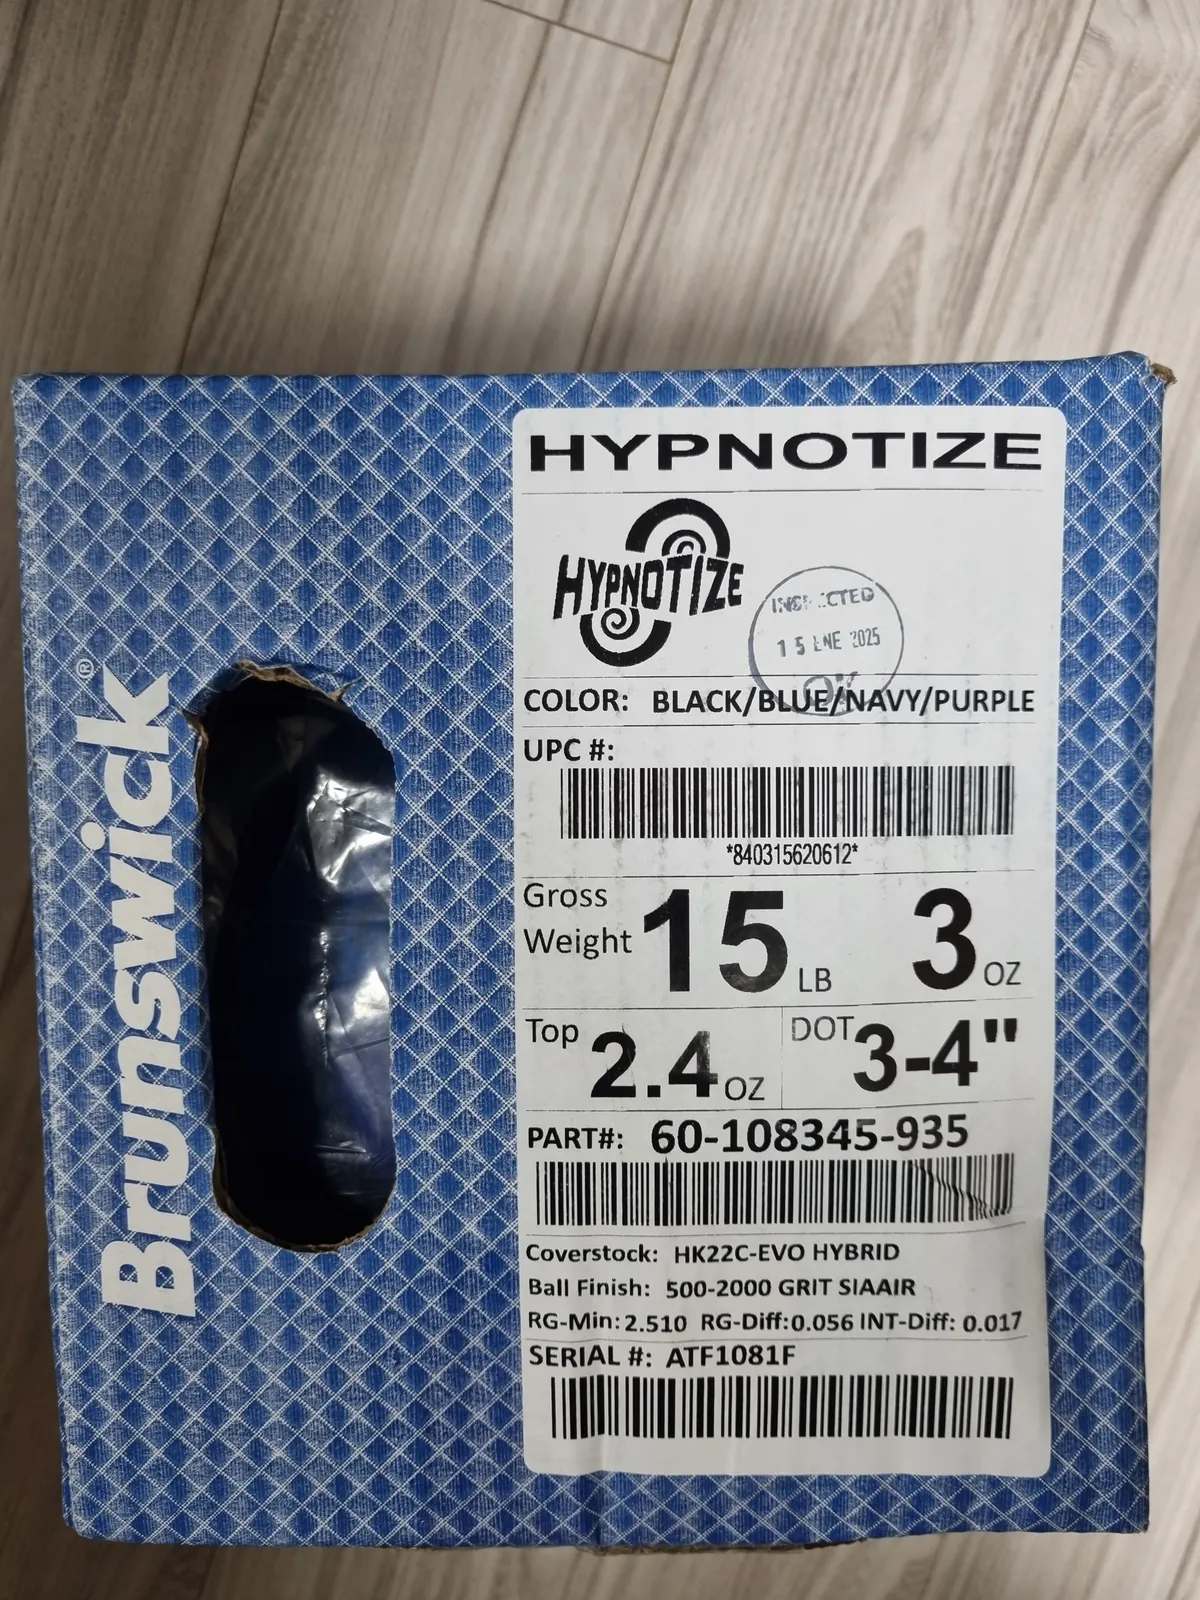 Brunswick®
HYPNOTIZE
HYPNOTIZE
15 ENE 2025
COLOR: BLACK/BLUE/NAVY/PURPLE
UPC #:
*840315620612*
Gross Weight 15 LB 3 OZ
Top 2.4 OZ DOT 3-4"
PART#: 60-108345-935
Coverstock: HK22C-EVO HYBRID
Ball Finish: 500-2000 GRIT SIAAIR
RG-Min: 2.510 RG-Diff: 0.056 INT-Diff: 0.017
SERIAL #: ATF1081F